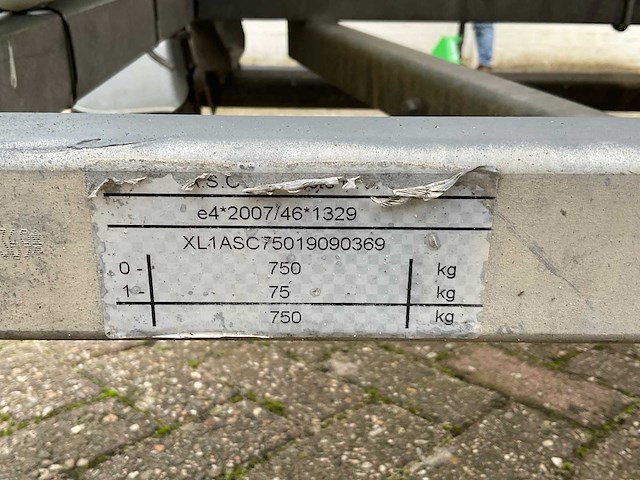 e4*2007/46*1329
XL1ASC75019090369
0 - 750 kg
1 - 75 kg
750 kg